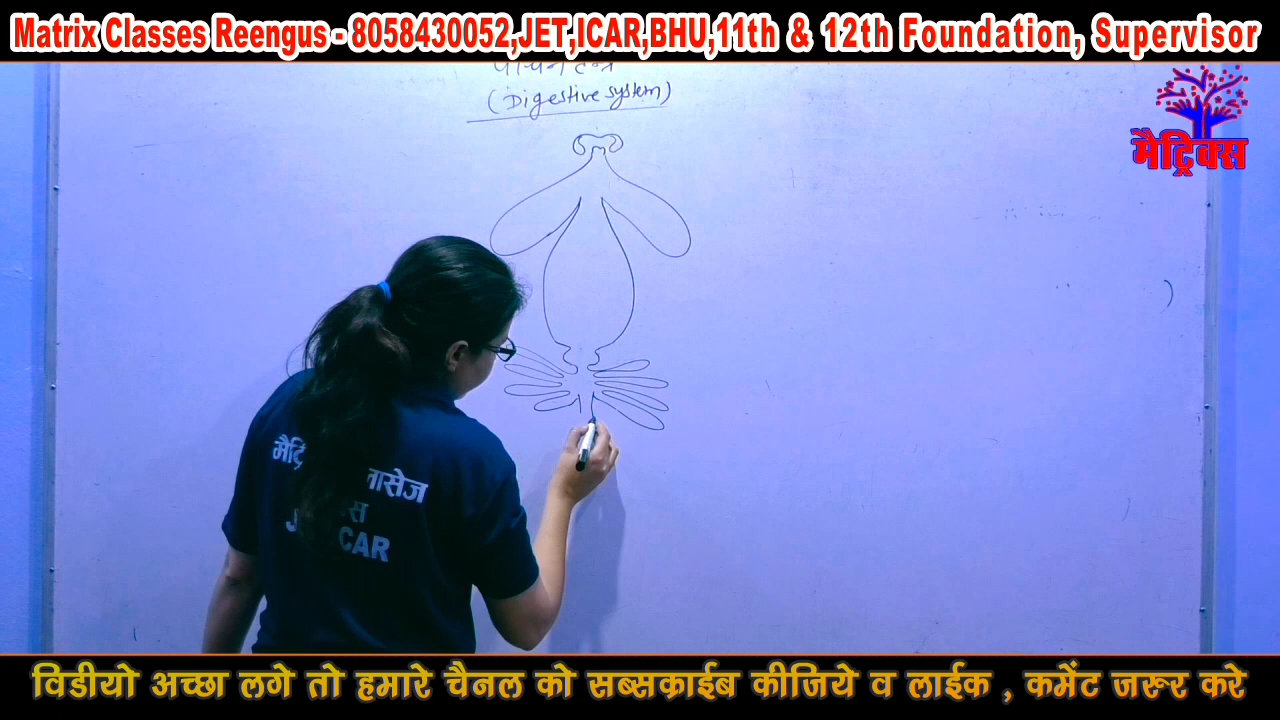 Matrix Classes Reengus - 8058430052,JET,ICAR,BHU,11th & 12th Foundation, Supervisor
(Digestive system)
मैट्रिक्स
CAR
विडीयो अच्छा लगे तो हमारे चैनल को सब्सक्राईब कीजिये व लाईक , कमेंट जरूर करे